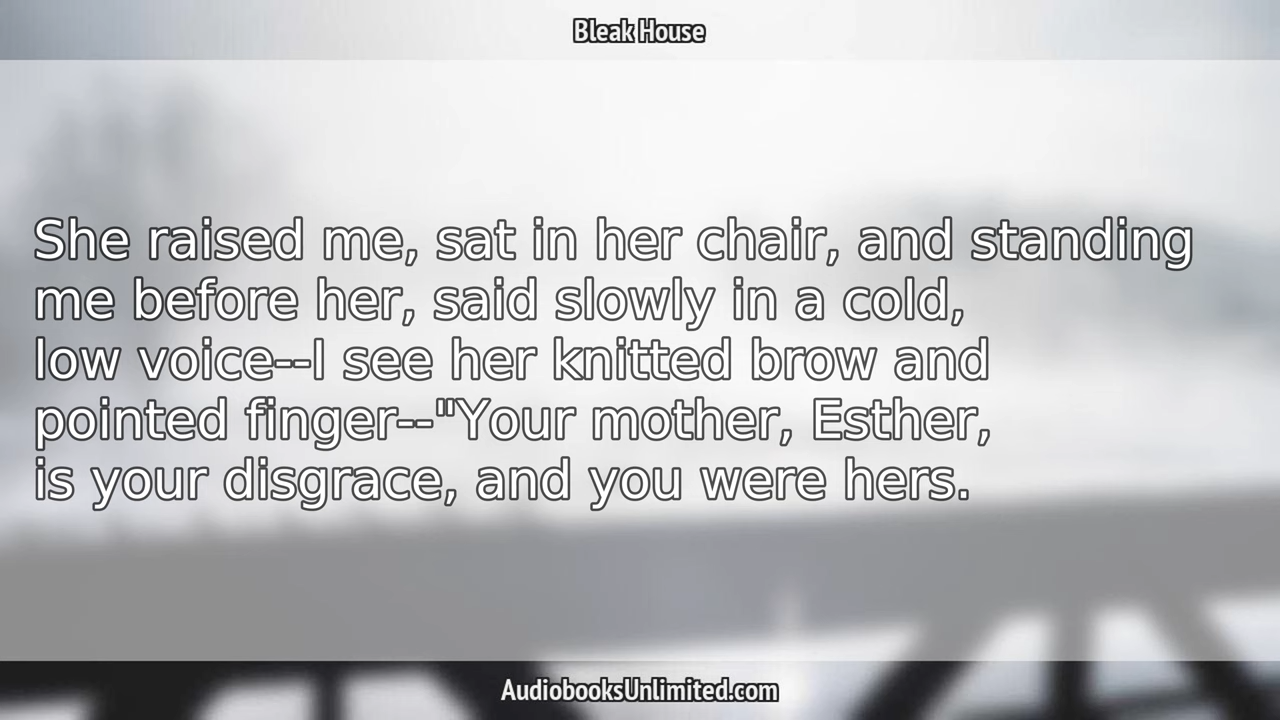 Bleak House
She raised me, sat in her chair, and standing
me before her, said slowly in a cold,
low voice--I see her knitted brow and
pointed finger--"Your mother, Esther,
is your disgrace, and you were hers.
AudiobooksUnlimited.com